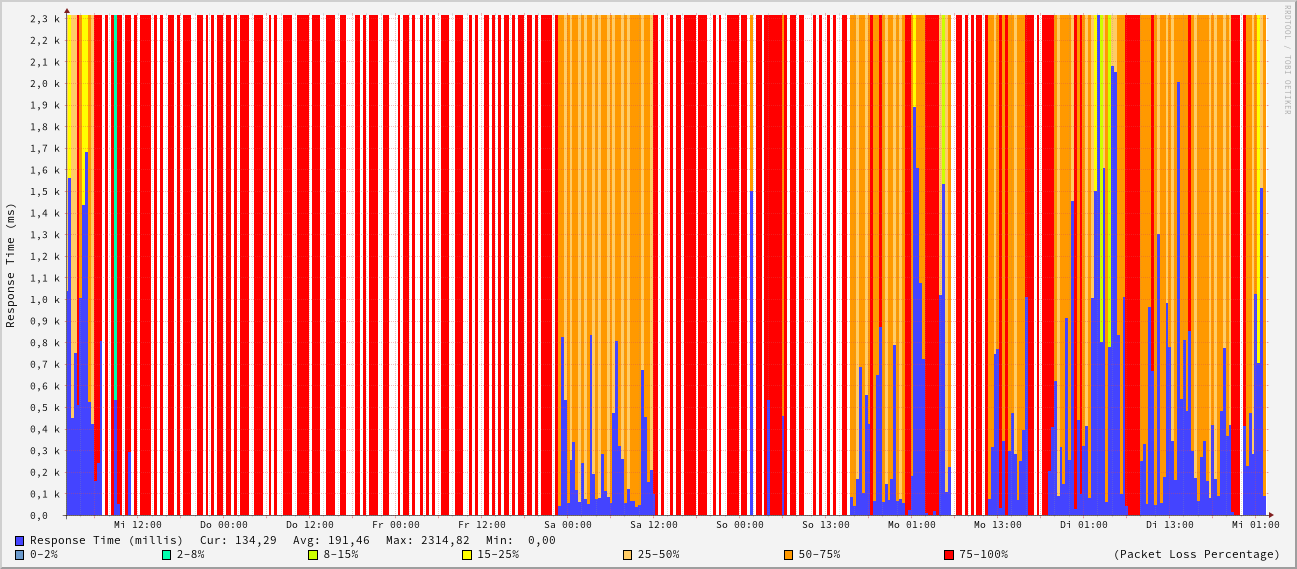 RRDTOOL / TOBI OETIKER
Response Time (ms)
2,3 k
2,2 k
2,1 k
2,0 k
1,9 k
1,8 k
1,7 k
1,6 k
1,5 k
1,4 k
1,3 k
1,2 k
1,1 k
1,0 k
0,9 k
0,8 k
0,7 k
0,6 k
0,5 k
0,4 k
0,3 k
0,2 k
0,1 k
0,0
Mi 12:00 Do 00:00 Do 12:00 Fr 00:00 Fr 12:00 Sa 00:00 Sa 12:00 So 00:00 So 13:00 Mo 01:00 Mo 13:00 Di 01:00 Di 13:00 Mi 01:00
Response Time (millis) Cur: 134,29 Avg: 191,46 Max: 2314,82 Min: 0,00
0-2% 2-8% 8-15% 15-25% 25-50% 50-75% 75-100% (Packet Loss Percentage)